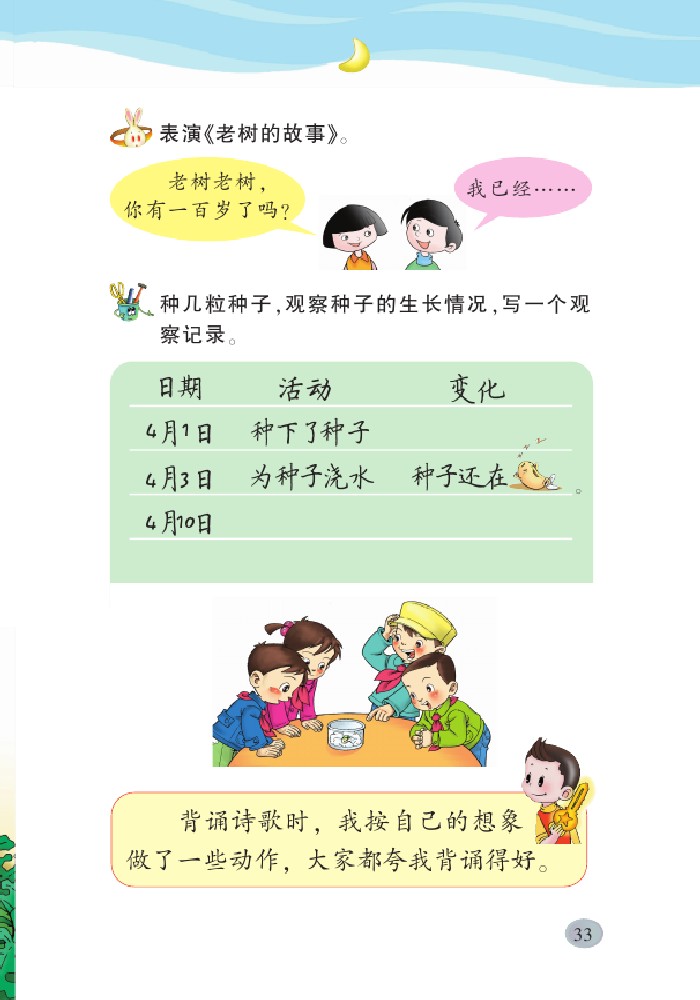 表演《老树的故事》。
老树老树，
你有一百岁了吗？
我已经……
种几粒种子，观察种子的生长情况，写一个观
察记录。
日期 活动 变化
4月1日 种下了种子
4月3日 为种子浇水 种子还在 。
4月10日
背诵诗歌时，我按自己的想象
做了一些动作，大家都夸我背诵得好。
33